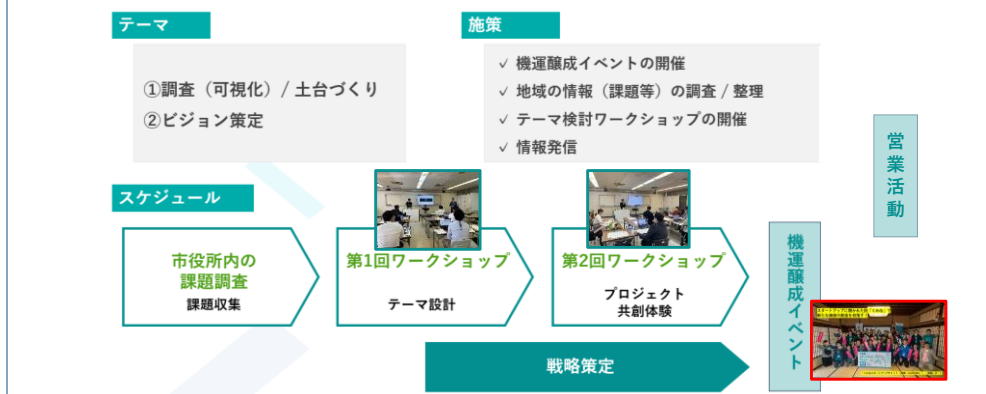 テーマ
①調査（可視化）/ 土台づくり
②ビジョン策定
施策
✓ 機運醸成イベントの開催
✓ 地域の情報（課題等）の調査 / 整理
✓ テーマ検討ワークショップの開催
✓ 情報発信
営業活動
スケジュール
市役所内の
課題調査
課題収集
第1回ワークショップ
テーマ設計
第2回ワークショップ
プロジェクト
共創体験
機運醸成イベント
戦略策定